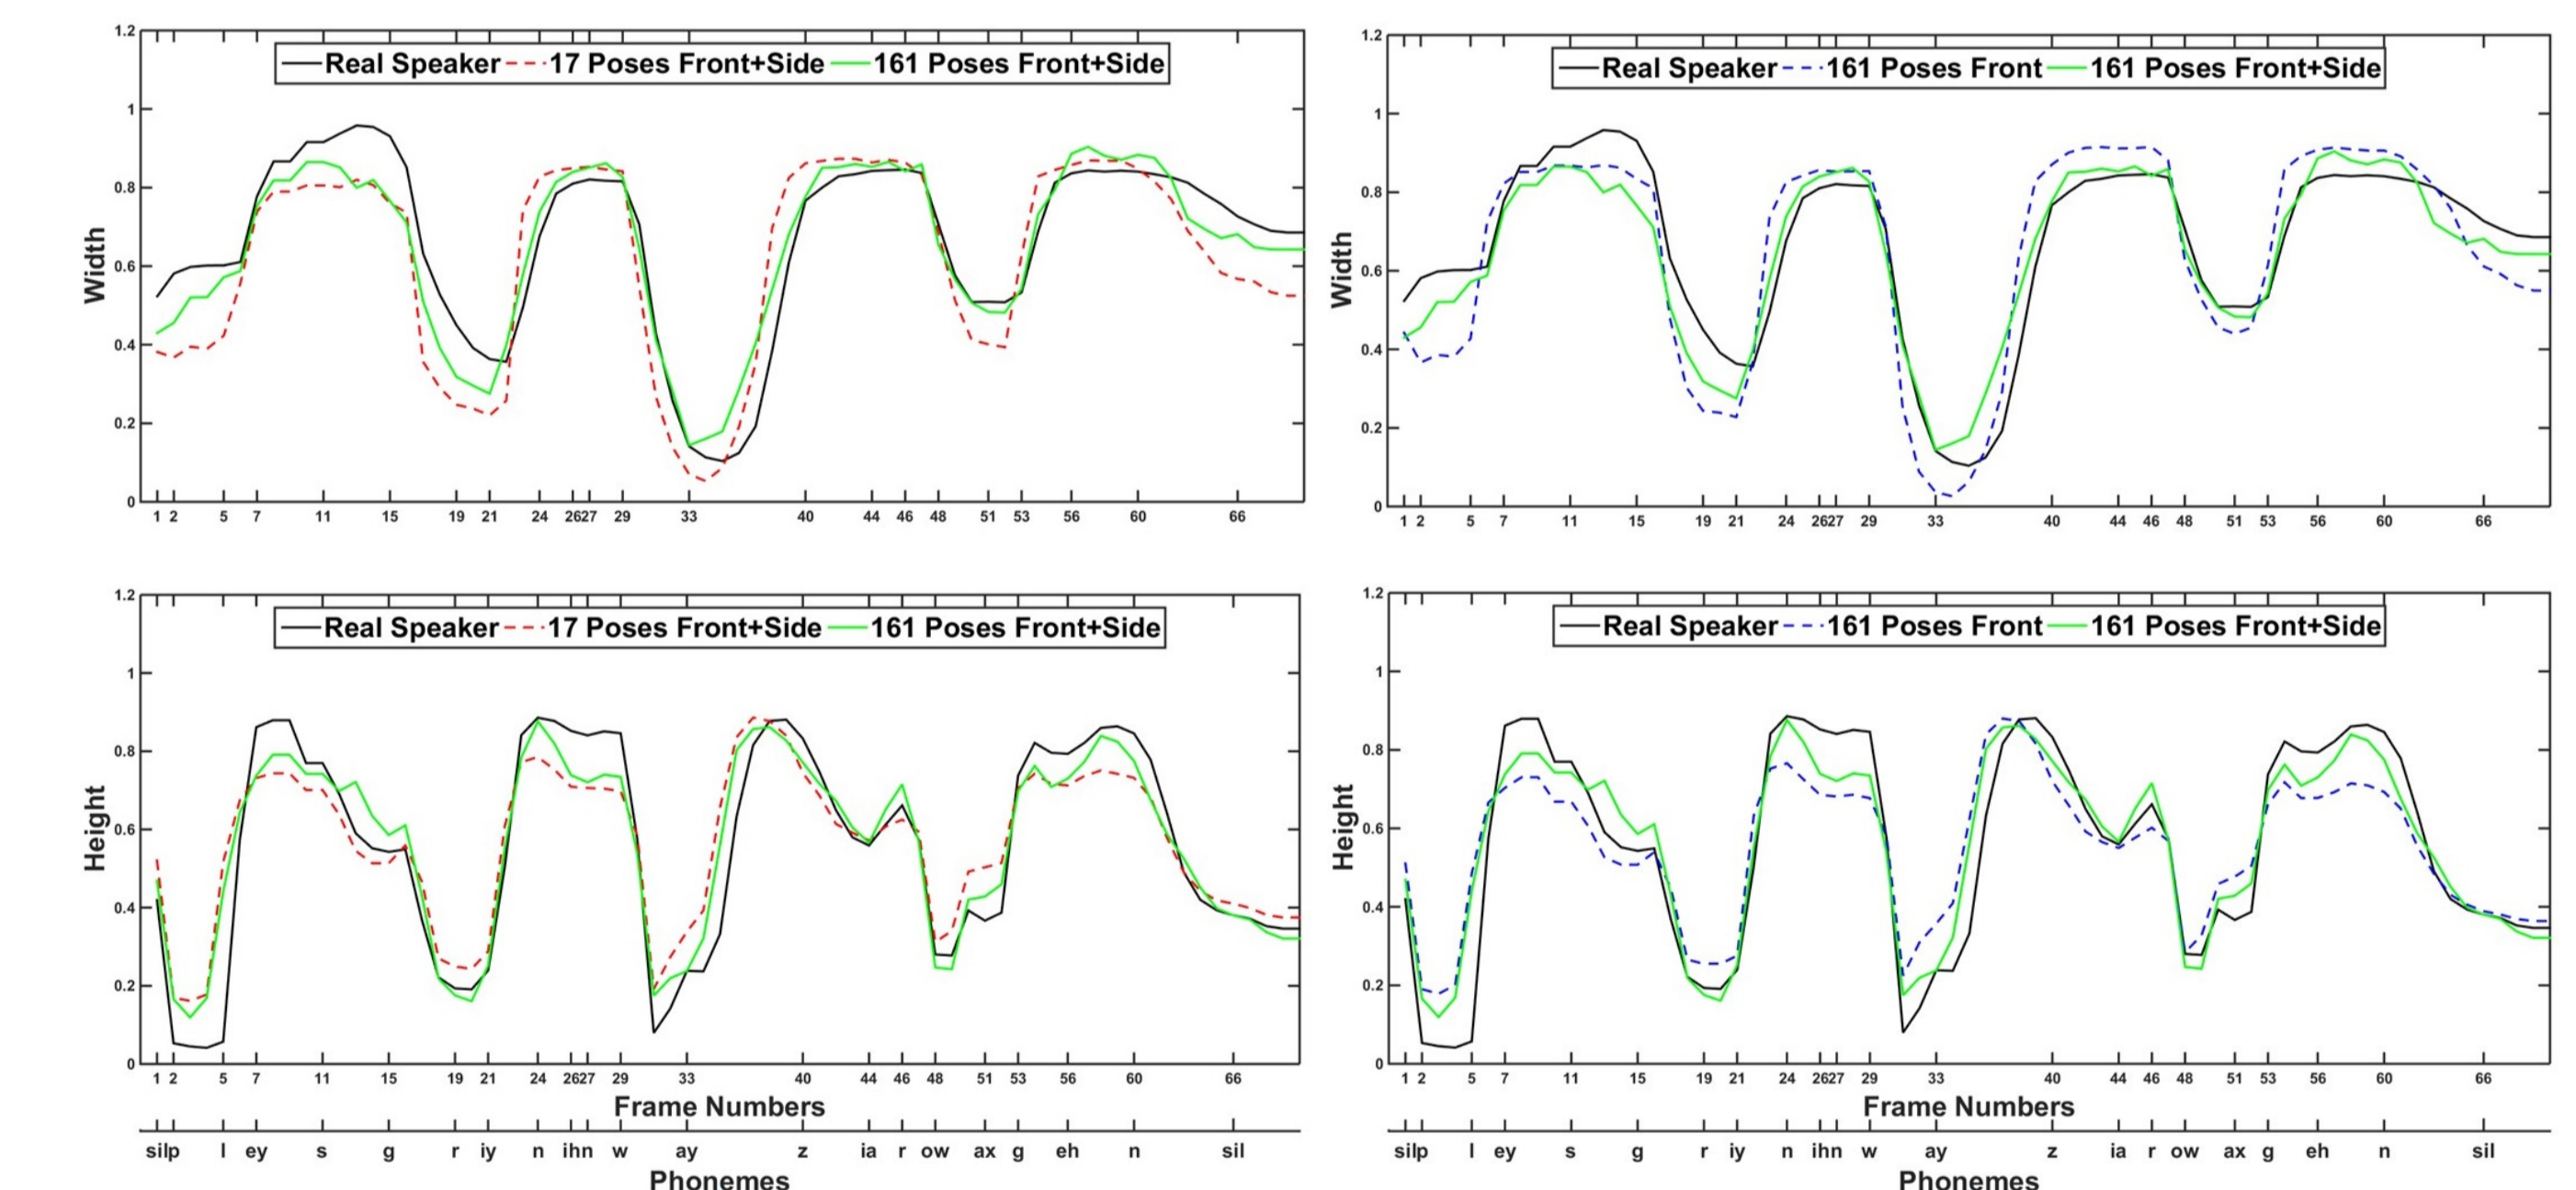 Real Speaker 17 Poses Front+Side 161 Poses Front+Side
Width
1.2
1
0.8
0.6
0.4
0.2
0
1 2 5 7 11 15 19 21 24 26 27 29 33 40 44 46 48 51 53 56 60 66
Real Speaker 161 Poses Front 161 Poses Front+Side
Width
1.2
1
0.8
0.6
0.4
0.2
0
1 2 5 7 11 15 19 21 24 26 27 29 33 40 44 46 48 51 53 56 60 66
Real Speaker 17 Poses Front+Side 161 Poses Front+Side
Height
1.2
1
0.8
0.6
0.4
0.2
0
1 2 5 7 11 15 19 21 24 26 27 29 33 40 44 46 48 51 53 56 60 66
Frame Numbers
sil p l ey s g r iy n ih n w ay z ia r ow ax g eh n sil
Phonemes
Real Speaker 161 Poses Front 161 Poses Front+Side
Height
1.2
1
0.8
0.6
0.4
0.2
0
1 2 5 7 11 15 19 21 24 26 27 29 33 40 44 46 48 51 53 56 60 66
Frame Numbers
sil p l ey s g r iy n ih n w ay z ia r ow ax g eh n sil
Phonemes